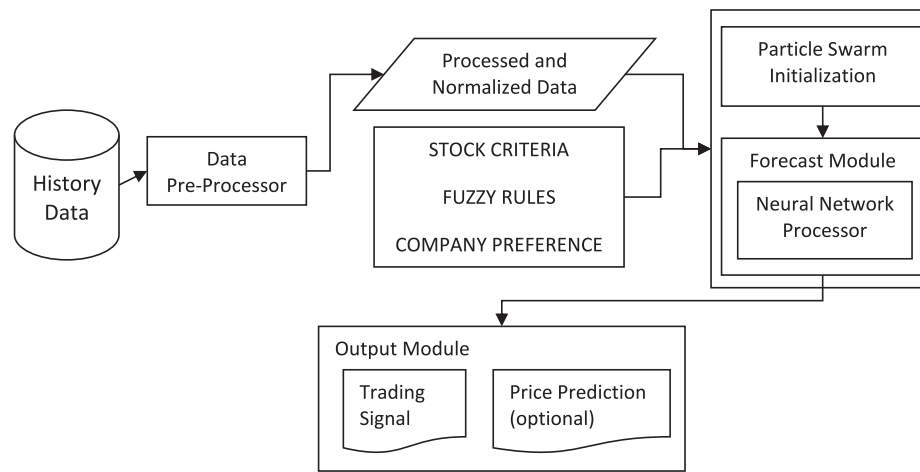 History
Data
Data
Pre-Processor
Processed and
Normalized Data
STOCK CRITERIA
FUZZY RULES
COMPANY PREFERENCE
Particle Swarm
Initialization
Forecast Module
Neural Network
Processor
Output Module
Trading
Signal
Price Prediction
(optional)